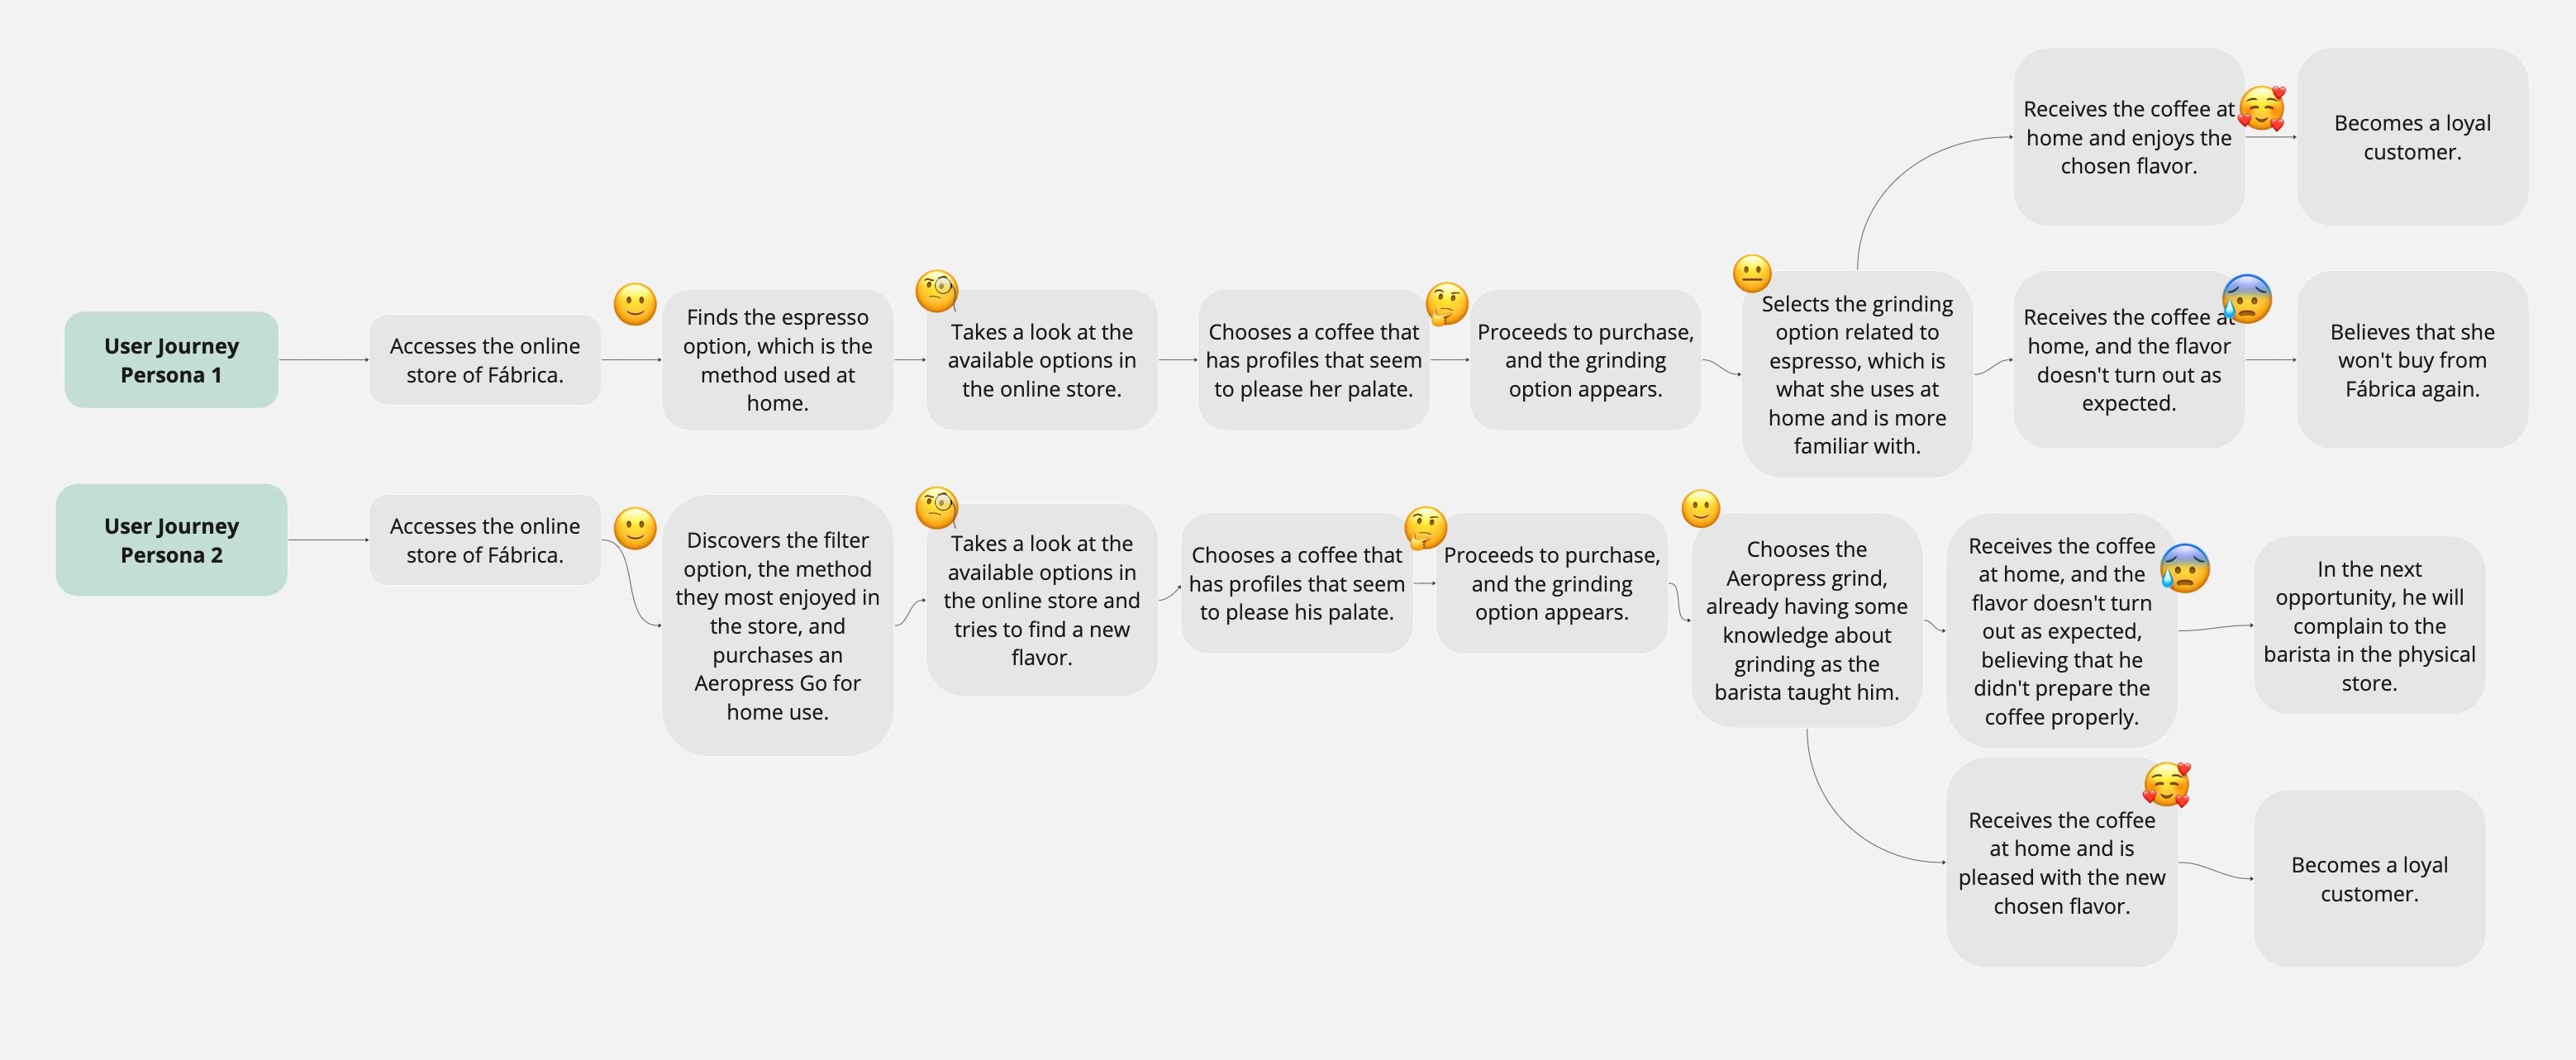 User Journey
Persona 1
Accesses the online
store of Fábrica.
Finds the espresso
option, which is the
method used at
home.
Takes a look at the
available options in
the online store.
Chooses a coffee that
has profiles that seem
to please her palate.
Proceeds to purchase,
and the grinding
option appears.
Selects the grinding
option related to
espresso, which is
what she uses at
home and is more
familiar with.
Receives the coffee at
home and enjoys the
chosen flavor.
Becomes a loyal
customer.
Receives the coffee at
home, and the flavor
doesn't turn out as
expected.
Believes that she
won't buy from
Fábrica again.
User Journey
Persona 2
Accesses the online
store of Fábrica.
Discovers the filter
option, the method
they most enjoyed in
the store, and
purchases an
Aeropress Go for
home use.
Takes a look at the
available options in
the online store and
tries to find a new
flavor.
Chooses a coffee that
has profiles that seem
to please his palate.
Proceeds to purchase,
and the grinding
option appears.
Chooses the
Aeropress grind,
already having some
knowledge about
grinding as the
barista taught him.
Receives the coffee
at home, and the
flavor doesn't turn
out as expected,
believing that he
didn't prepare the
coffee properly.
In the next
opportunity, he will
complain to the
barista in the physical
store.
Receives the coffee
at home and is
pleased with the new
chosen flavor.
Becomes a loyal
customer.